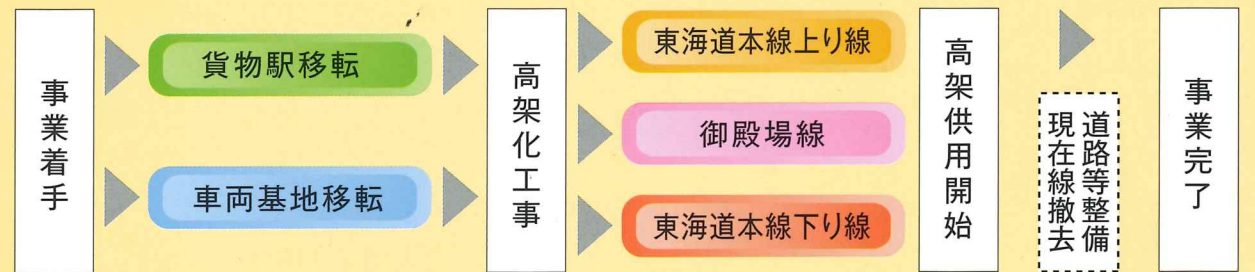 事業着手
貨物駅移転
車両基地移転
高架化工事
東海道本線上り線
御殿場線
東海道本線下り線
高架供用開始
道路等整備
現在線撤去
事業完了